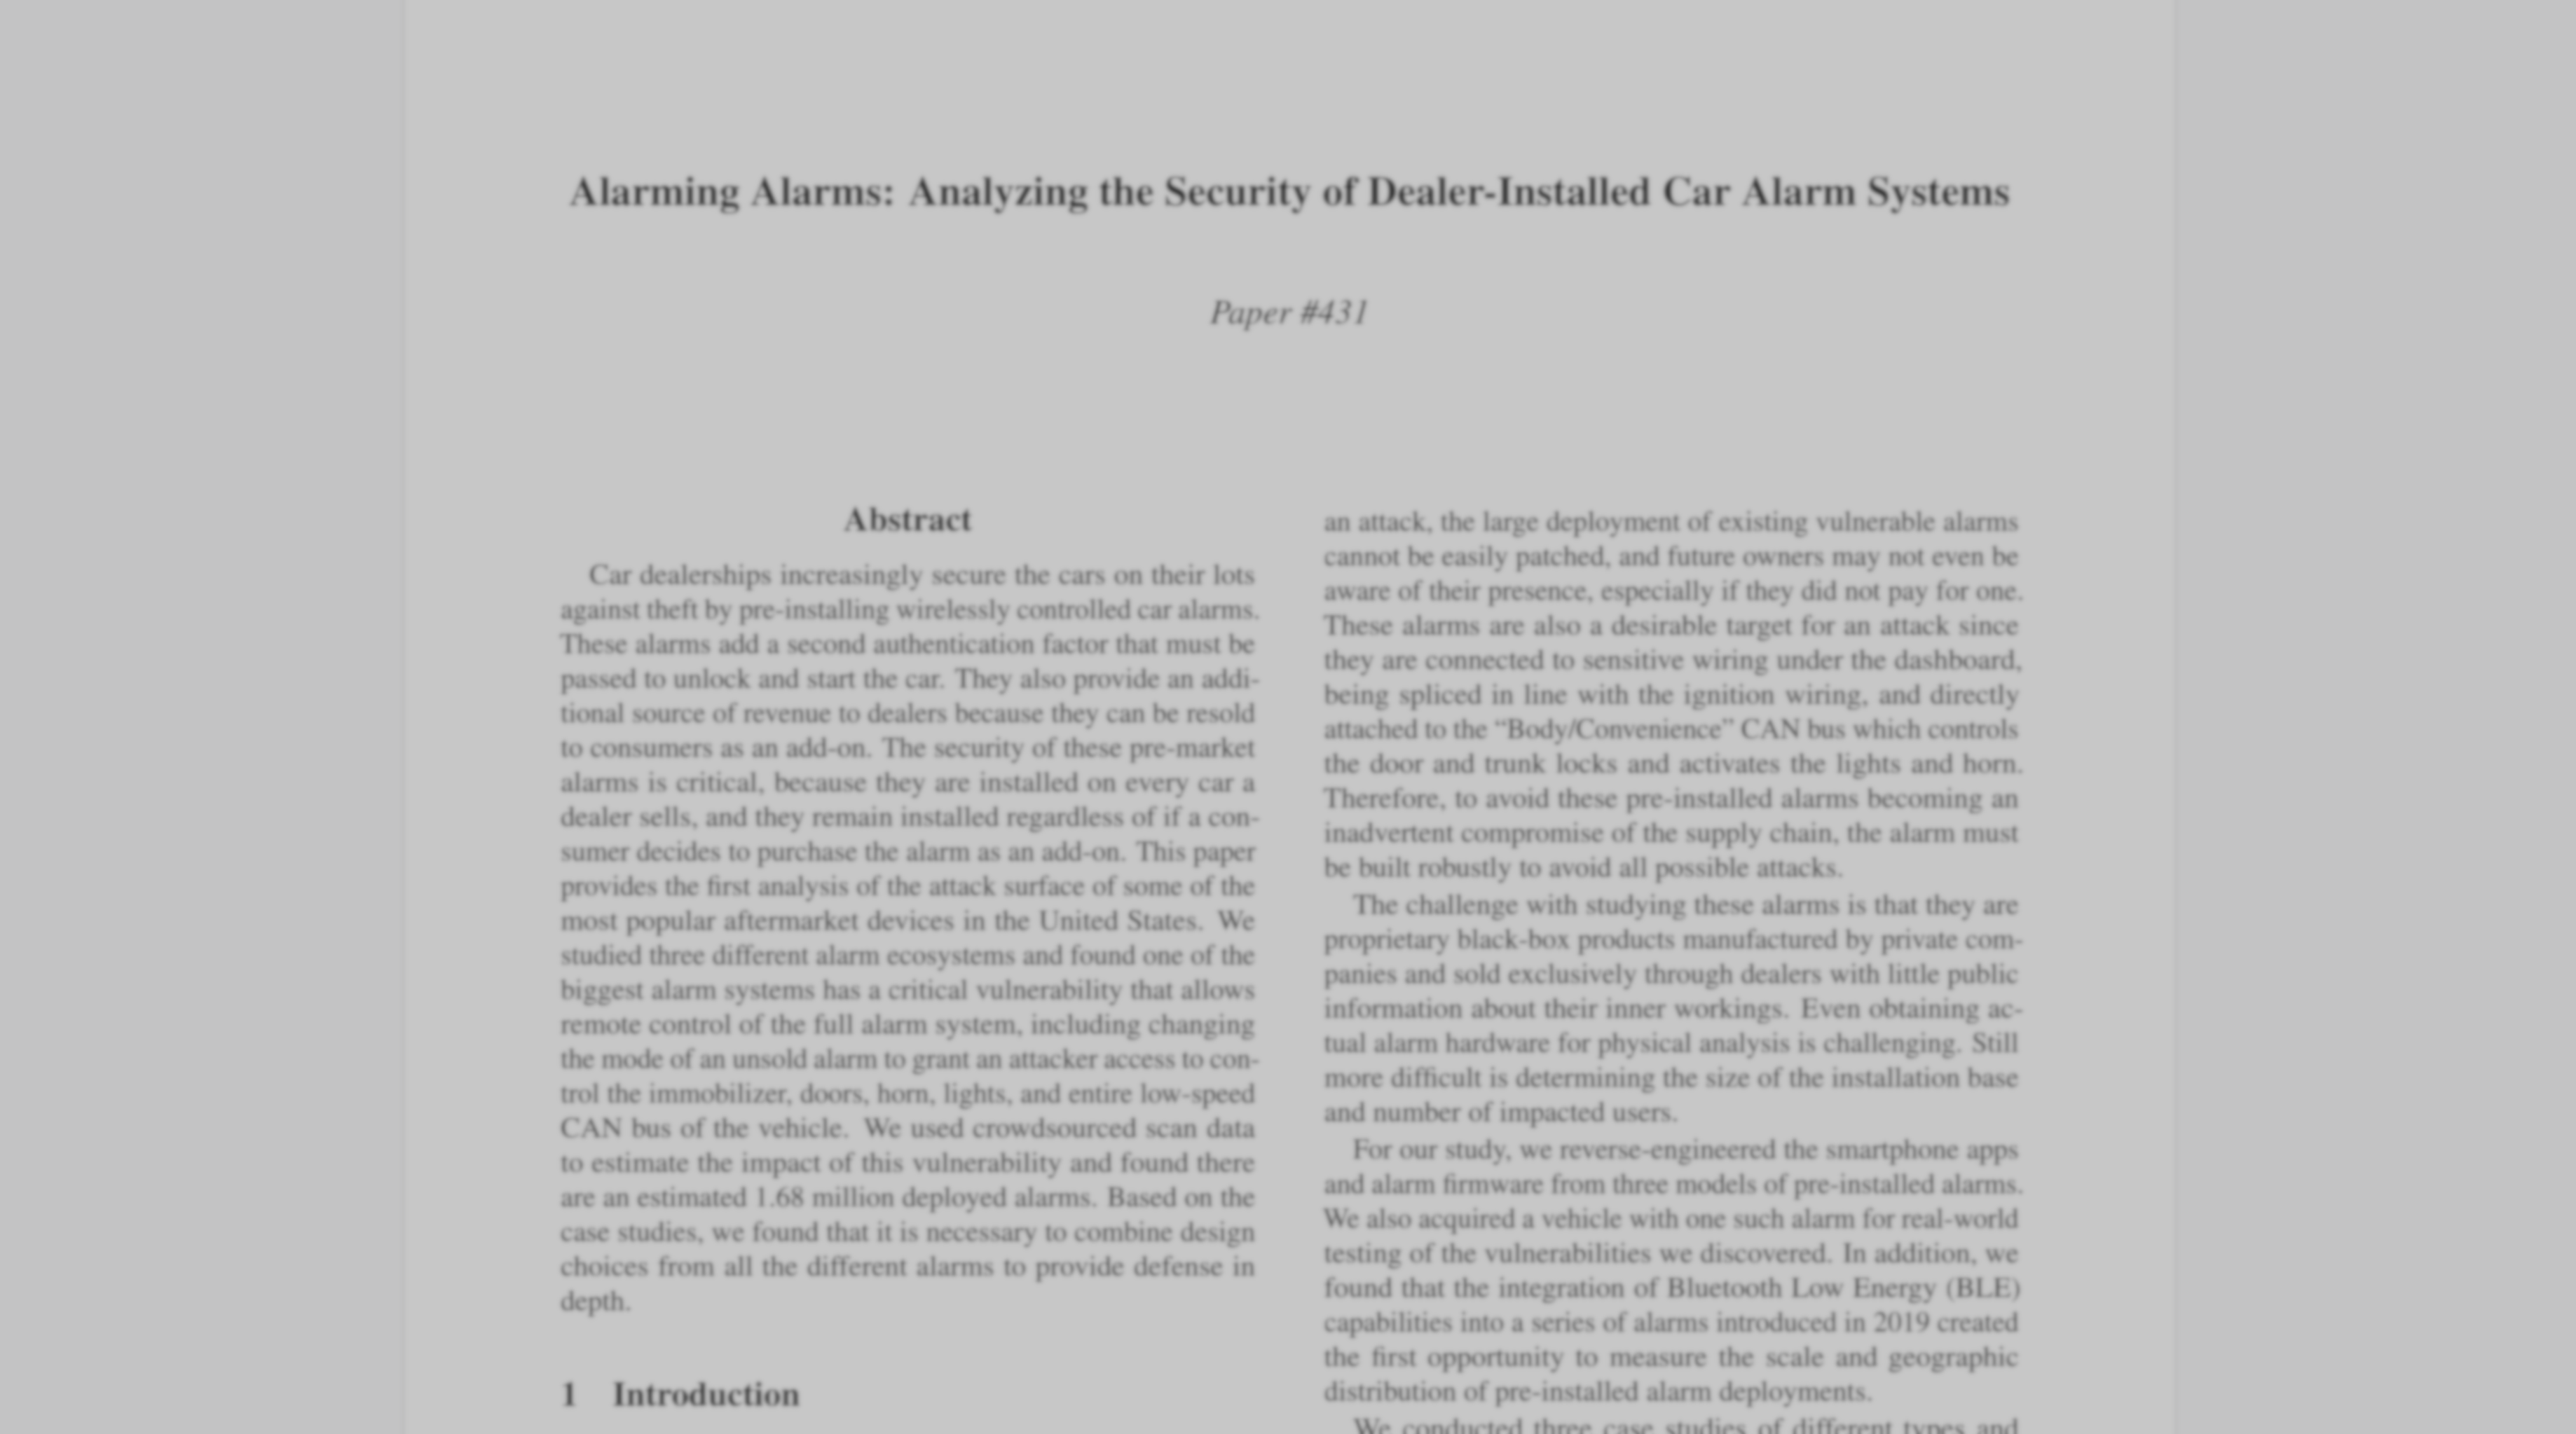 Alarming Alarms: Analyzing the Security of Dealer-Installed Car Alarm Systems
Paper #431
Abstract
Car dealerships increasingly secure the cars on their lots
against theft by pre-installing wirelessly controlled car alarms.
These alarms add a second authentication factor that must be
passed to unlock and start the car. They also provide an addi-
tional source of revenue to dealers because they can be resold
to consumers as an add-on. The security of these pre-market
alarms is critical, because they are installed on every car a
dealer sells, and they remain installed regardless of if a con-
sumer decides to purchase the alarm as an add-on. This paper
provides the first analysis of the attack surface of some of the
most popular aftermarket devices in the United States. We
studied three different alarm ecosystems and found one of the
biggest alarm systems has a critical vulnerability that allows
remote control of the full alarm system, including changing
the mode of an unsold alarm to grant an attacker access to con-
trol the immobilizer, doors, horn, lights, and entire low-speed
CAN bus of the vehicle. We used crowdsourced scan data
to estimate the impact of this vulnerability and found there
are an estimated 1.68 million deployed alarms. Based on the
case studies, we found that it is necessary to combine design
choices from all the different alarms to provide defense in
depth.
1 Introduction
an attack, the large deployment of existing vulnerable alarms
cannot be easily patched, and future owners may not even be
aware of their presence, especially if they did not pay for one.
These alarms are also a desirable target for an attack since
they are connected to sensitive wiring under the dashboard,
being spliced in line with the ignition wiring, and directly
attached to the “Body/Convenience” CAN bus which controls
the door and trunk locks and activates the lights and horn.
Therefore, to avoid these pre-installed alarms becoming an
inadvertent compromise of the supply chain, the alarm must
be built robustly to avoid all possible attacks.
The challenge with studying these alarms is that they are
proprietary black-box products manufactured by private com-
panies and sold exclusively through dealers with little public
information about their inner workings. Even obtaining ac-
tual alarm hardware for physical analysis is challenging. Still
more difficult is determining the size of the installation base
and number of impacted users.
For our study, we reverse-engineered the smartphone apps
and alarm firmware from three models of pre-installed alarms.
We also acquired a vehicle with one such alarm for real-world
testing of the vulnerabilities we discovered. In addition, we
found that the integration of Bluetooth Low Energy (BLE)
capabilities into a series of alarms introduced in 2019 created
the first opportunity to measure the scale and geographic
distribution of pre-installed alarm deployments.
We conducted three case studies of different types and